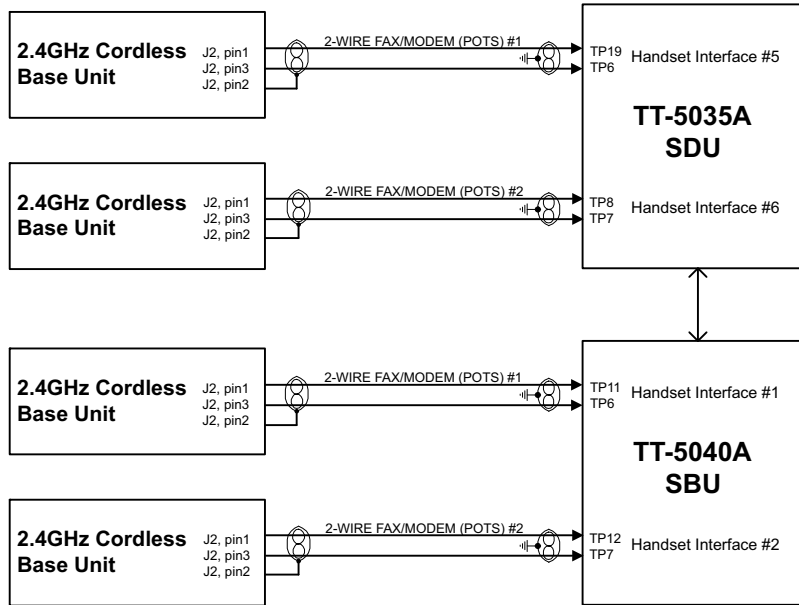 2.4GHz Cordless
Base Unit
J2, pin1
J2, pin3
J2, pin2
2-WIRE FAX/MODEM (POTS) #1
TP19
TP6
Handset Interface #5
TT-5035A
SDU
2.4GHz Cordless
Base Unit
J2, pin1
J2, pin3
J2, pin2
2-WIRE FAX/MODEM (POTS) #2
TP8
TP7
Handset Interface #6
2.4GHz Cordless
Base Unit
J2, pin1
J2, pin3
J2, pin2
2-WIRE FAX/MODEM (POTS) #1
TP11
TP6
Handset Interface #1
TT-5040A
SBU
2.4GHz Cordless
Base Unit
J2, pin1
J2, pin3
J2, pin2
2-WIRE FAX/MODEM (POTS) #2
TP12
TP7
Handset Interface #2